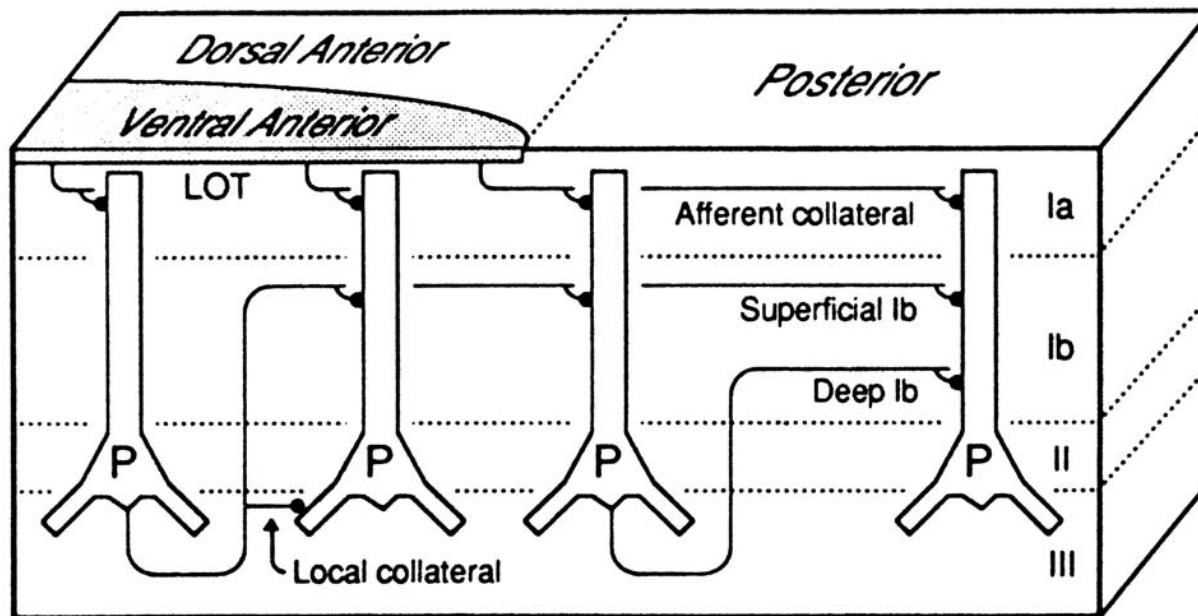 Dorsal Anterior
Posterior
Ventral Anterior
LOT
Afferent collateral
Ia
Superficial Ib
Ib
Deep Ib
P
P
P
P
II
Local collateral
III